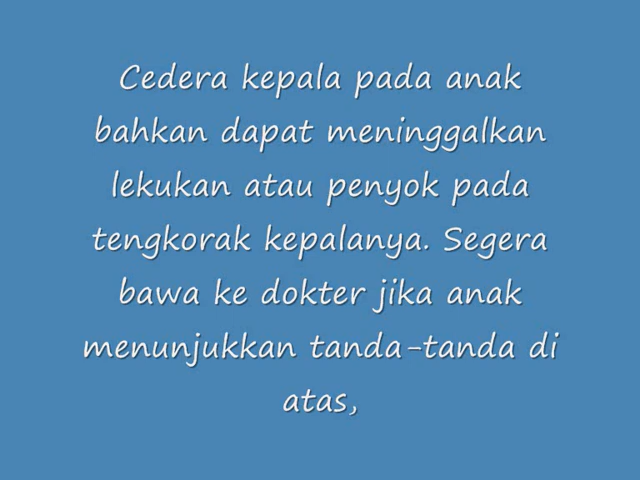 Cedera kepala pada anak
bahkan dapat meninggalkan
lekukan atau penyok pada
tengkorak kepalanya. Segera
bawa ke dokter jika anak
menunjukkan tanda-tanda di
atas,